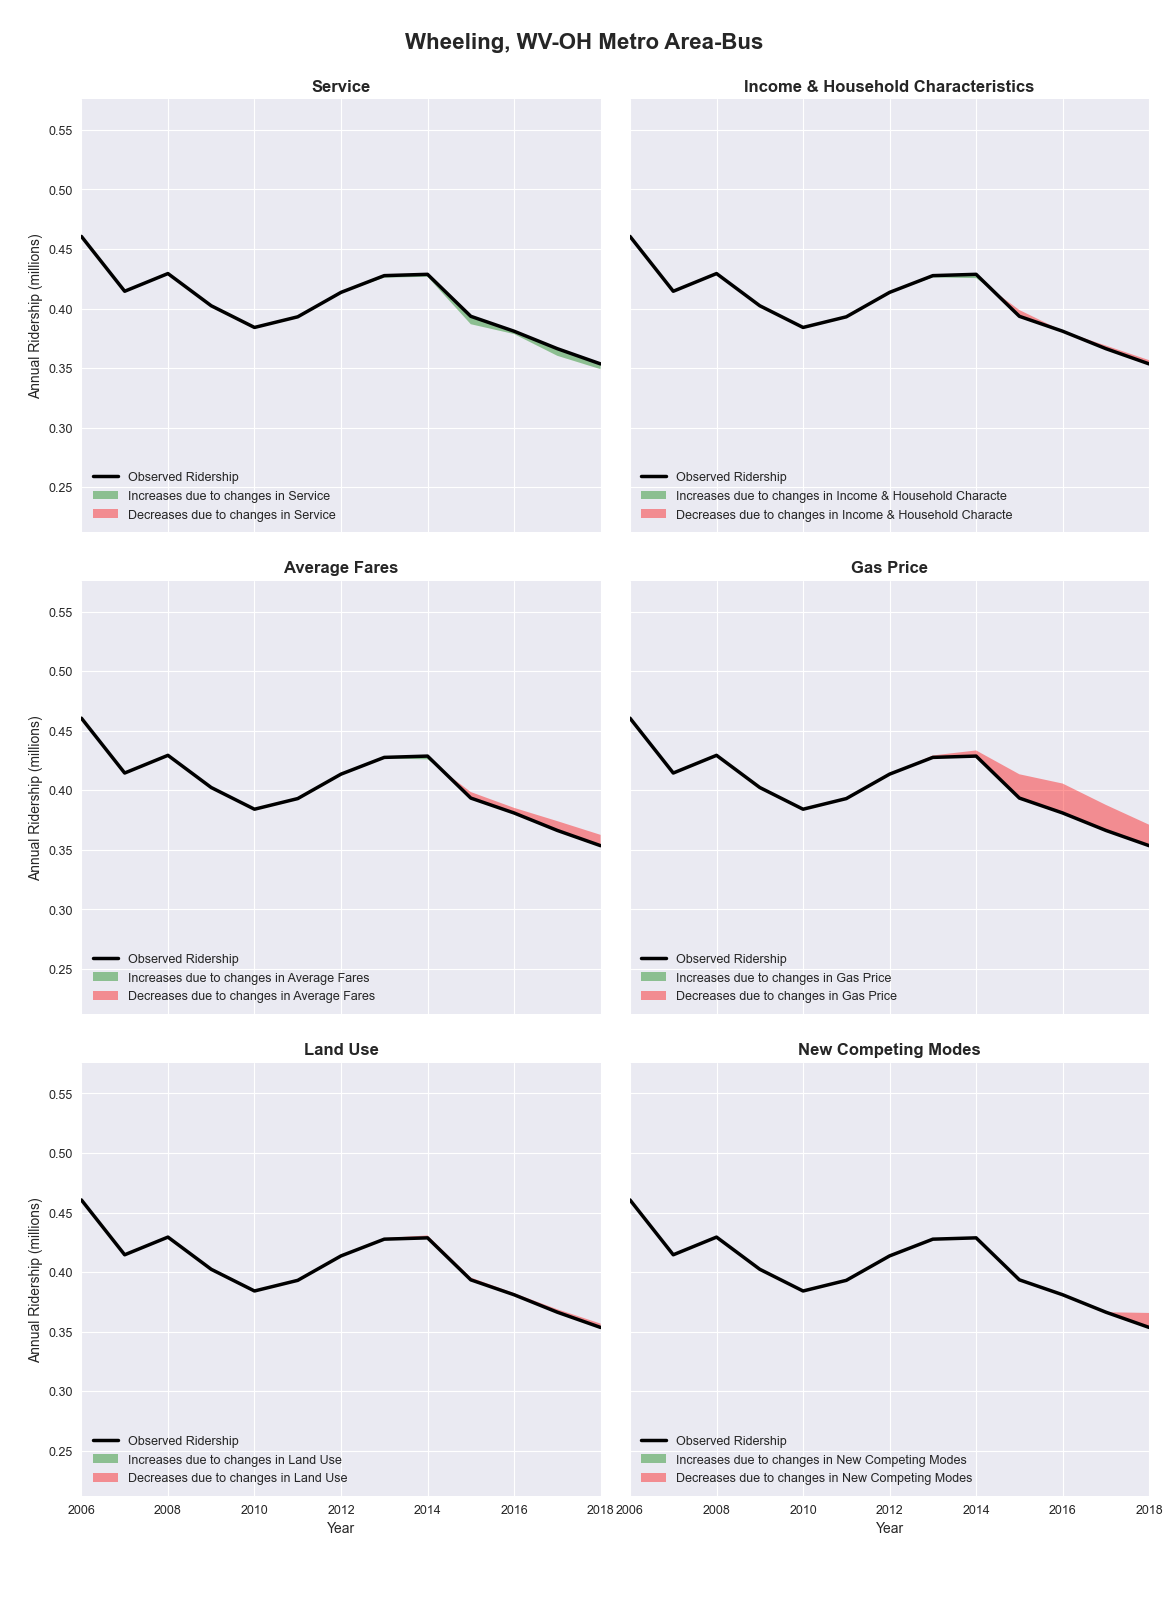 Wheeling, WV-OH Metro Area-Bus
Service
0.55
0.50
0.45
0.40
0.35
0.30
0.25
Annual Ridership (millions)
Observed Ridership
Increases due to changes in Service
Decreases due to changes in Service
Income & Household Characteristics
Observed Ridership
Increases due to changes in Income & Household Characte
Decreases due to changes in Income & Household Characte
Average Fares
0.55
0.50
0.45
0.40
0.35
0.30
0.25
Annual Ridership (millions)
Observed Ridership
Increases due to changes in Average Fares
Decreases due to changes in Average Fares
Gas Price
Observed Ridership
Increases due to changes in Gas Price
Decreases due to changes in Gas Price
Land Use
0.55
0.50
0.45
0.40
0.35
0.30
0.25
Annual Ridership (millions)
Observed Ridership
Increases due to changes in Land Use
Decreases due to changes in Land Use
2006 2008 2010 2012 2014 2016 2018
Year
New Competing Modes
Observed Ridership
Increases due to changes in New Competing Modes
Decreases due to changes in New Competing Modes
2006 2008 2010 2012 2014 2016 2018
Year